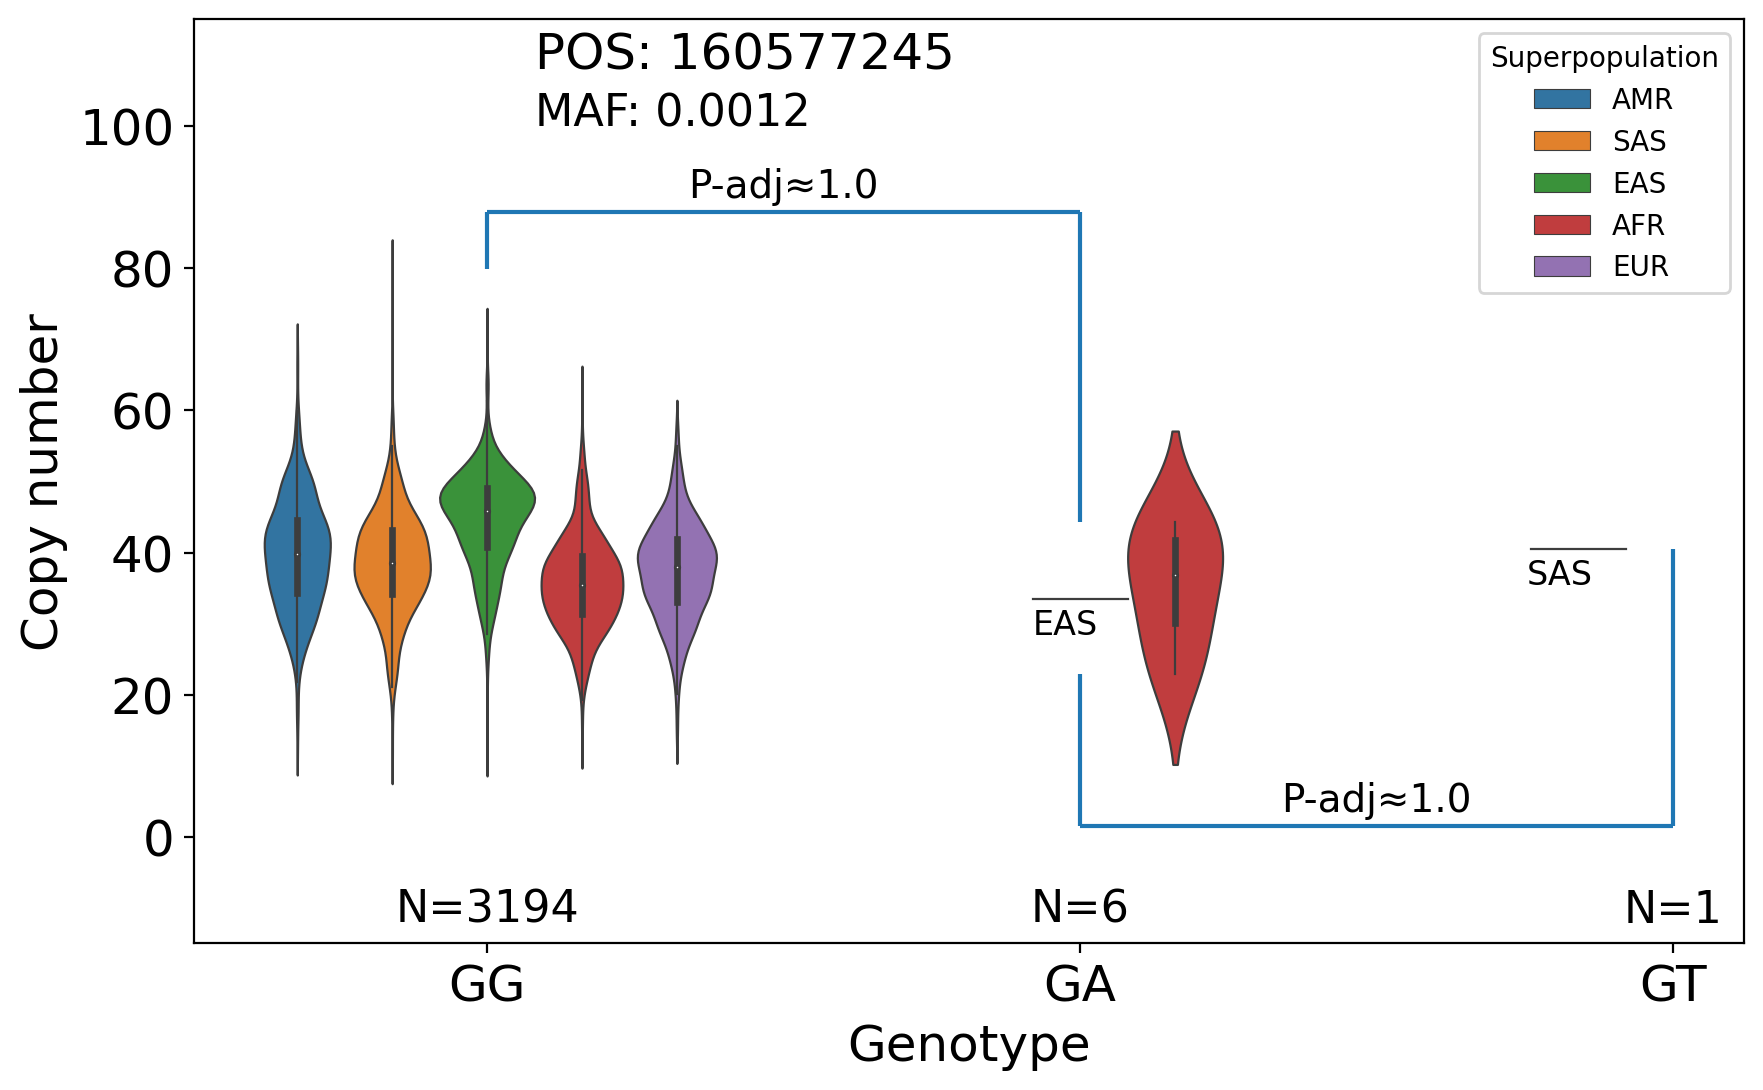 POS: 160577245
MAF: 0.0012
Superpopulation
AMR
SAS
EAS
AFR
EUR
P-adj≈1.0
Copy number
100
80
60
40
20
0
EAS
SAS
P-adj≈1.0
N=3194
N=6
N=1
GG
GA
GT
Genotype